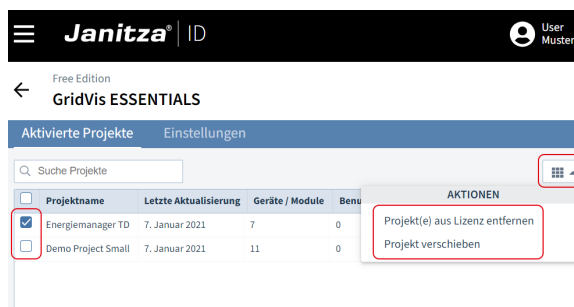 Janitza® ID
User
Muster
Free Edition
GridVis ESSENTIALS
Aktivierte Projekte Einstellungen
Suche Projekte
Projektname Letzte Aktualisierung Geräte / Module Benu
AKTIONEN
Energiemanager TD 7. Januar 2021 7 0
Projekt(e) aus Lizenz entfernen
Demo Project Small 7. Januar 2021 11 0
Projekt verschieben